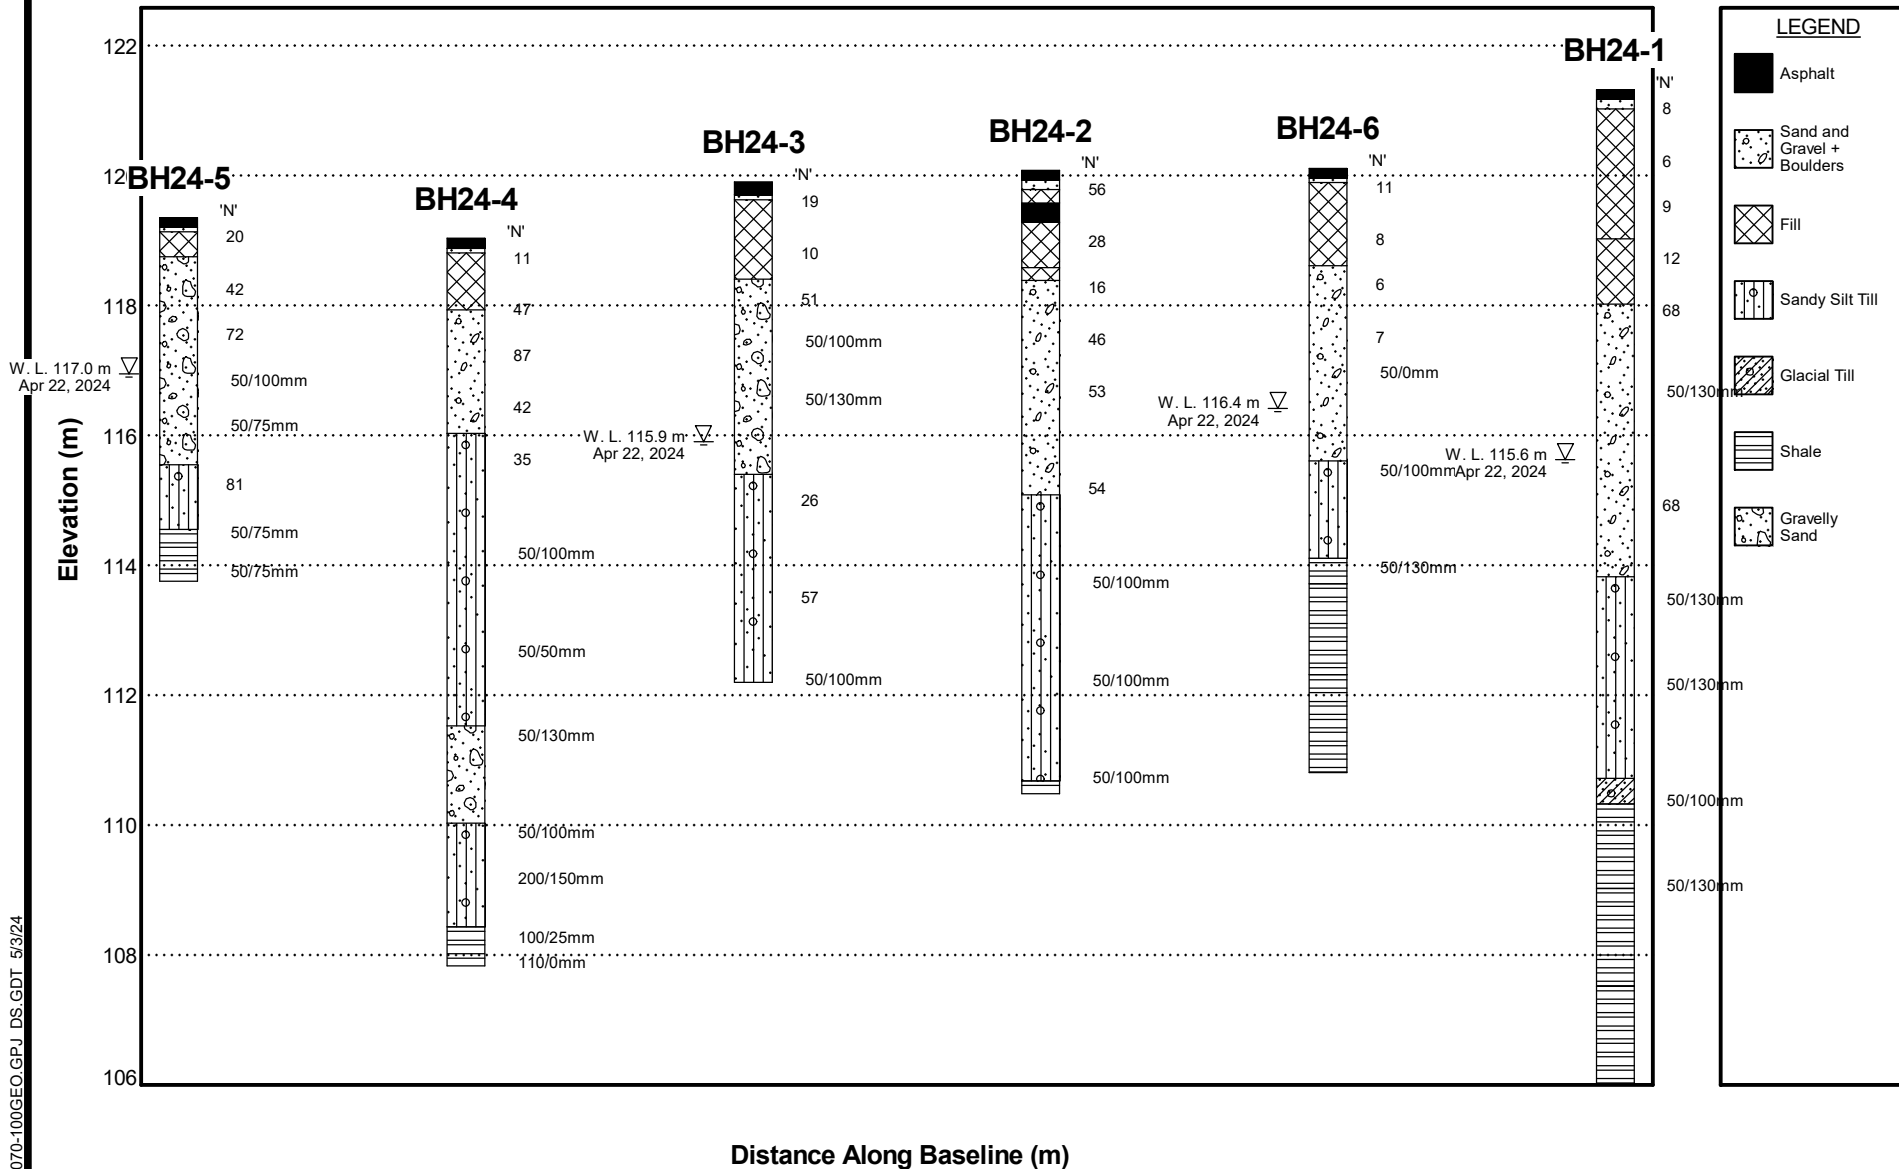 122
120
118
116
114
112
110
108
106
Elevation (m)
Distance Along Baseline (m)
070-100GEO.GPJ DS.GDT 5/3/24
BH24-5
'N'
20
42
72
50/100mm
50/75mm
81
50/75mm
50/75mm
W. L. 117.0 m
Apr 22, 2024
BH24-4
'N'
11
47
87
42
35
50/100mm
50/50mm
50/130mm
50/100mm
200/150mm
100/25mm
110/0mm
BH24-3
'N'
19
10
51
50/100mm
50/130mm
26
57
50/100mm
W. L. 115.9 m
Apr 22, 2024
BH24-2
'N'
56
28
16
46
53
54
50/100mm
50/100mm
50/100mm
BH24-6
'N'
11
8
6
7
50/0mm
50/100mm
50/130mm
W. L. 116.4 m
Apr 22, 2024
BH24-1
'N'
8
6
9
12
68
50/130mm
68
50/130mm
50/130mm
50/100mm
50/130mm
W. L. 115.6 m
Apr 22, 2024
LEGEND
Asphalt
Sand and
Gravel +
Boulders
Fill
Sandy Silt Till
Glacial Till
Shale
Gravelly
Sand